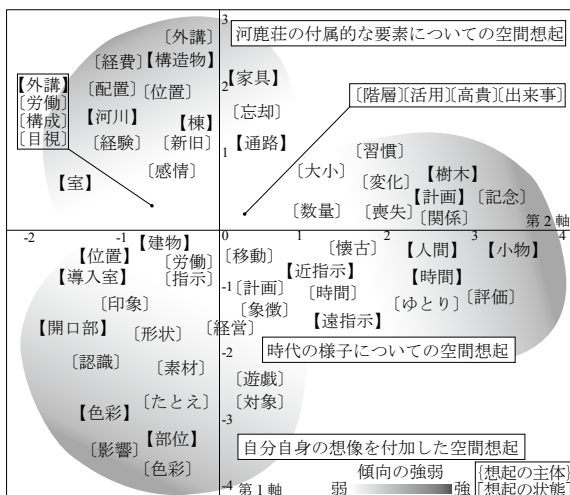 3
〔外講〕
河鹿荘の付属的な要素についての空間想起
〔経費〕【構造物】
【外講】
〔労働〕
〔構成〕
〔目視〕
〔配置〕〔位置〕
2
【家具】
〔階層〕〔活用〕〔高貴〕〔出来事〕
〔忘却〕
【河川】
【棟】
〔経験〕
〔新旧〕
1
【通路】
〔習慣〕
〔感情〕
〔大小〕
【樹木】
【室】
〔変化〕
【計画】
〔記念〕
〔数量〕
〔喪失〕
〔関係〕
第2軸
-2
-1
0
1
2
3
4
【建物】
【位置】
〔労働〕
〔移動〕
〔懐古〕
【人間】
【小物】
【導入室】
〔指示〕
【近指示】
【時間】
-1
〔計画〕
〔時間〕
〔評価〕
〔印象〕
〔象徴〕
〔ゆとり〕
【開口部】
〔形状〕
〔経営〕
【遠指示】
-2
時代の様子についての空間想起
〔認識〕
〔素材〕
〔遊戯〕
〔たとえ〕
〔対象〕
【色彩】
-3
【部位】
〔影響〕
自分自身の想像を付加した空間想起
〔色彩〕
傾向の強弱
{想起の主体}
-4
第1軸
弱
強
[想起の状態]